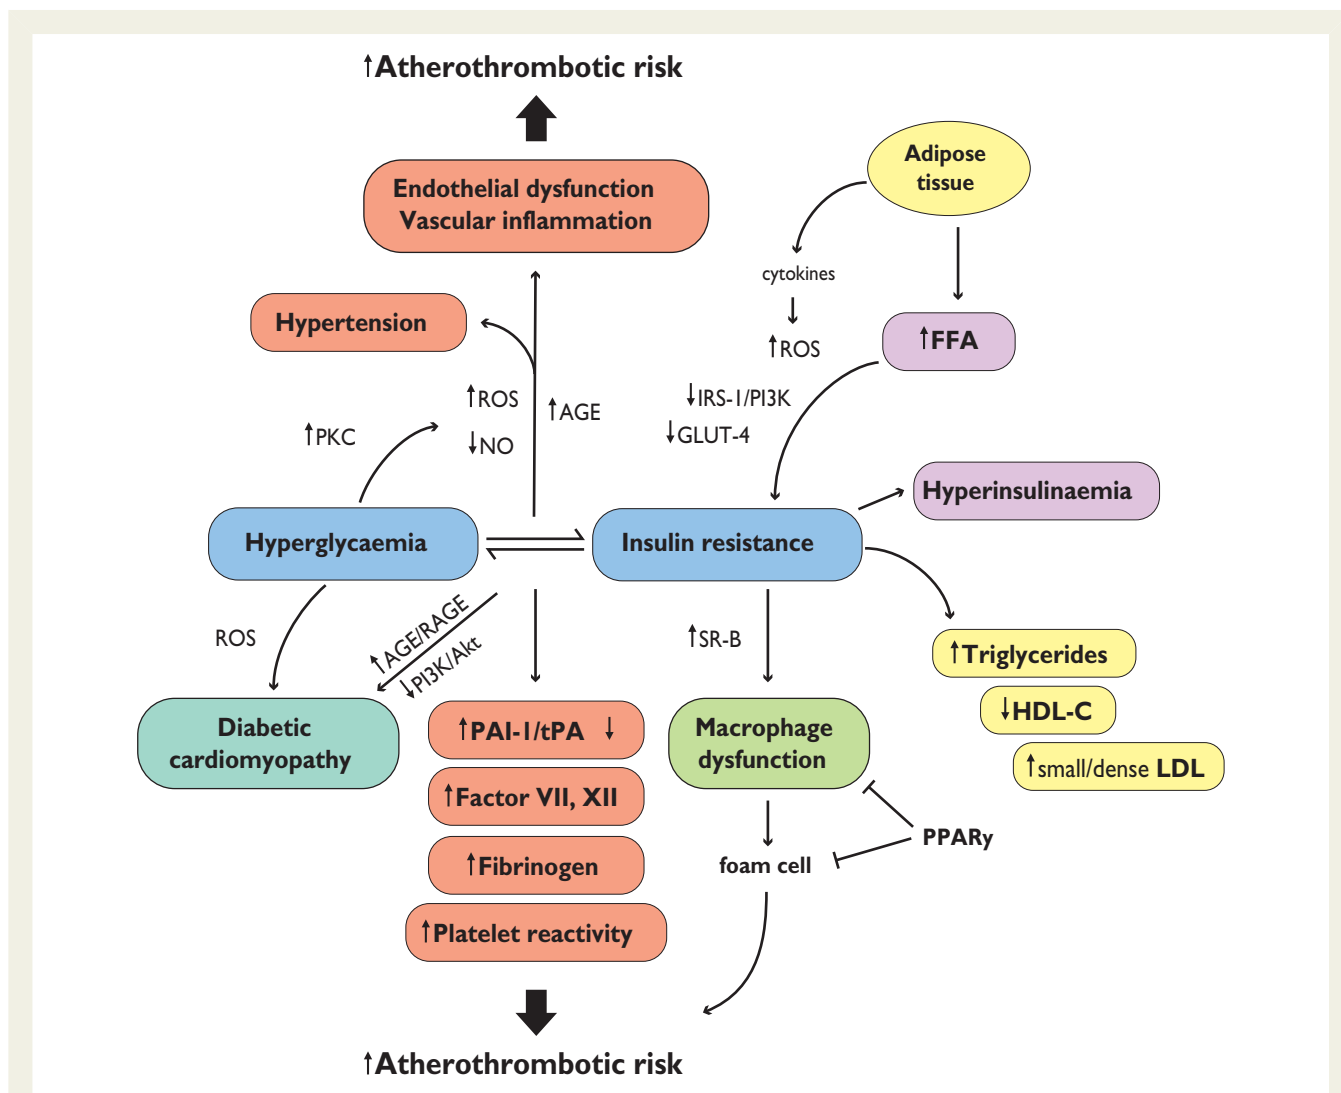 ↑Atherothrombotic risk
Endothelial dysfunction
Vascular inflammation
Adipose
tissue
cytokines
↑ROS
↑FFA
Hypertension
↑ROS
↓NO
↑AGE
↑PKC
↓IRS-1/PI3K
↓GLUT-4
Hyperinsulinaemia
Hyperglycaemia
Insulin resistance
ROS
↑AGE/RAGE
↓PI3K/Akt
↑SR-B
↑Triglycerides
↓HDL-C
↑small/dense LDL
Diabetic
cardiomyopathy
↑PAI-1/tPA ↓
↑Factor VII, XII
↑Fibrinogen
↑Platelet reactivity
Macrophage
dysfunction
PPARγ
foam cell
↑Atherothrombotic risk